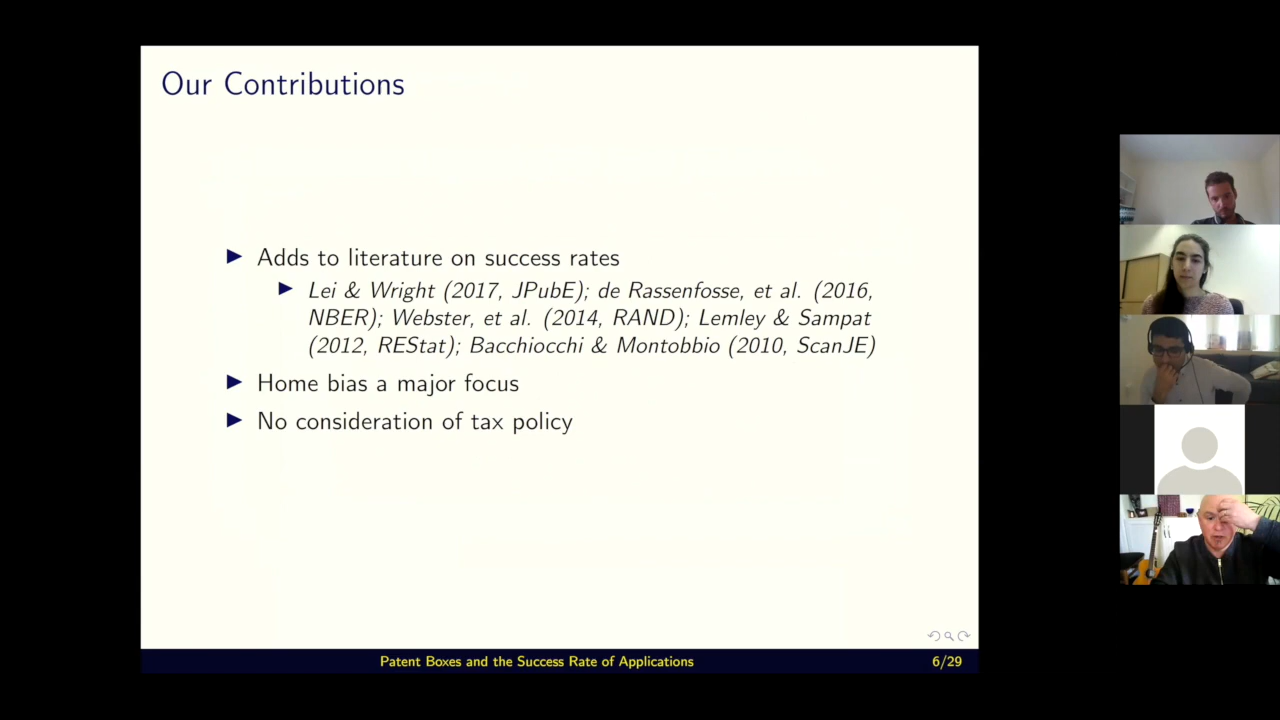 Our Contributions
Adds to literature on success rates
Lei & Wright (2017, JPubE); de Rassenfosse, et al. (2016,
NBER); Webster, et al. (2014, RAND); Lemley & Sampat
(2012, REStat); Bacchiocchi & Montobbio (2010, ScanJE)
Home bias a major focus
No consideration of tax policy
Patent Boxes and the Success Rate of Applications
6/29